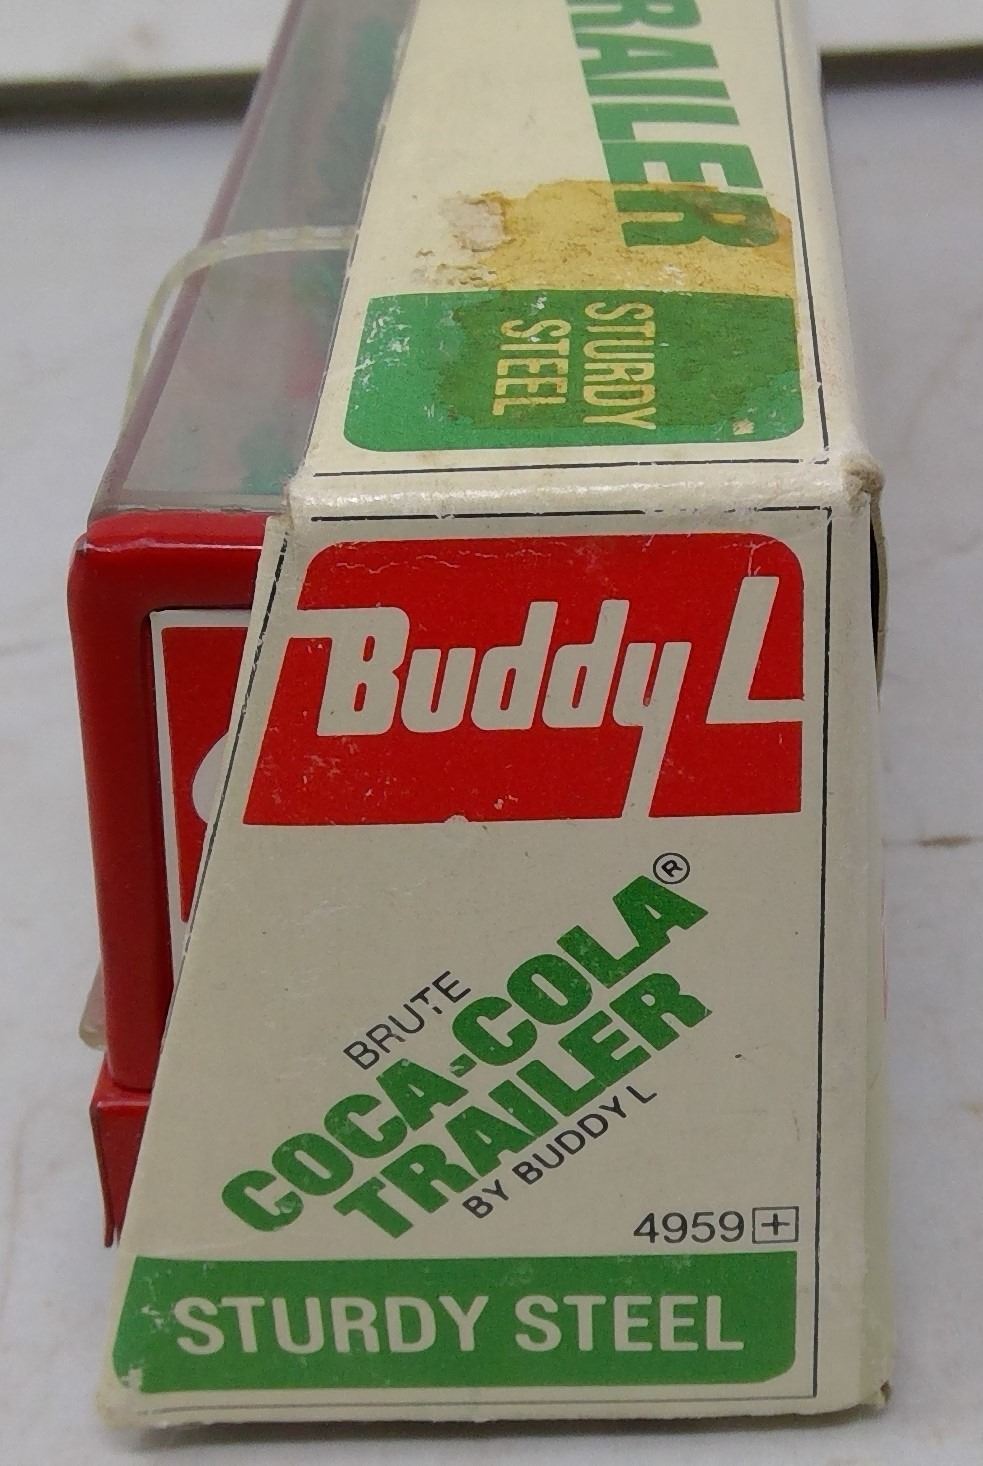 RAILER
STURDY
STEEL
Buddy L
BRUTE
COCA-COLA®
TRAILER
BY BUDDY L
4959 +
STURDY STEEL